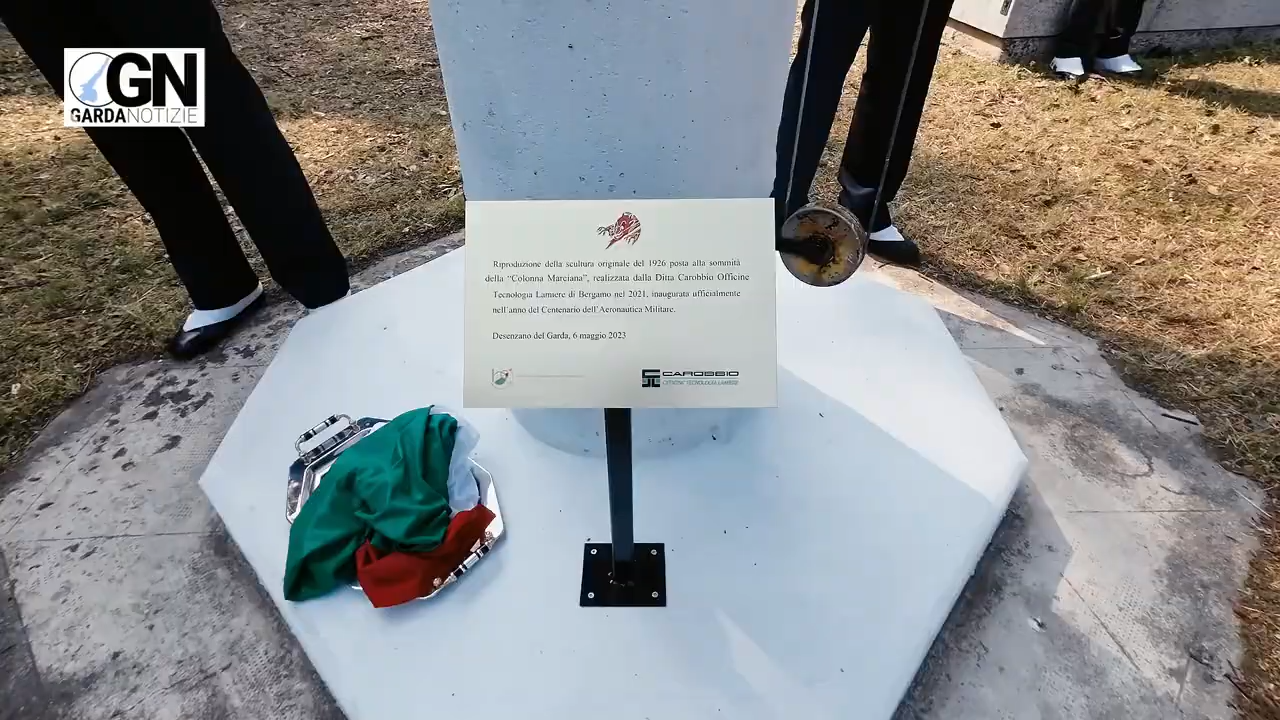 GN
GARDANOTIZIE
Riproduzione della scultura originale del 1926 posta alla sommità
della “Colonna Marciana”, realizzata dalla Ditta Carobbio Officine
Tecnologia Lamiere di Bergamo nel 2021, inaugurata ufficialmente
nell’anno del Centenario dell’Aeronautica Militare.
Desenzano del Garda, 6 maggio 2023
CAROBBIO
OFFICINE TECNOLOGIA LAMIERE